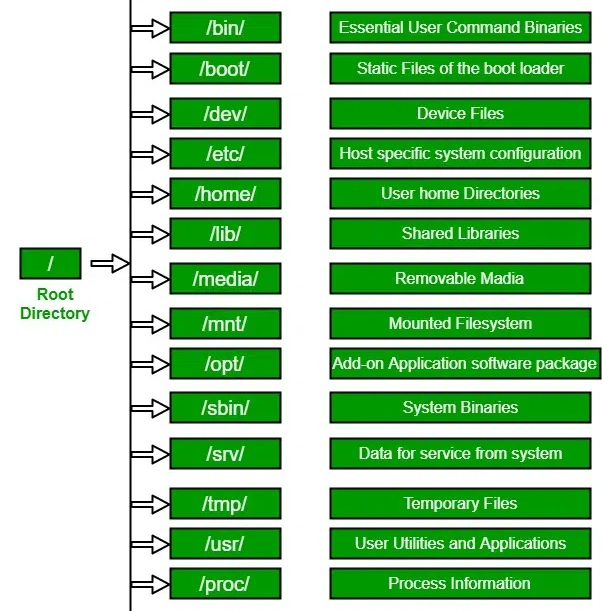 /bin/ Essential User Command Binaries
/boot/ Static Files of the boot loader
/dev/ Device Files
/etc/ Host specific system configuration
/home/ User home Directories
/lib/ Shared Libraries
/
Root
Directory
/media/ Removable Madia
/mnt/ Mounted Filesystem
/opt/ Add-on Application software package
/sbin/ System Binaries
/srv/ Data for service from system
/tmp/ Temporary Files
/usr/ User Utilities and Applications
/proc/ Process Information